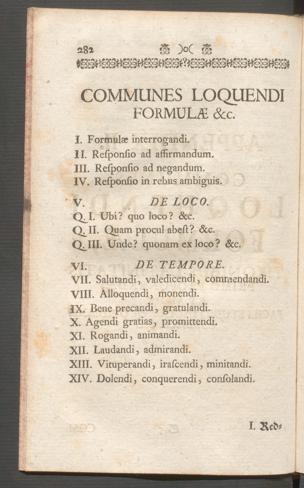 282 )o(
COMMUNES LOQUENDI
FORMULÆ &c.
I. Formulæ interrogandi.
II. Reſponſio ad affirmandum.
III. Reſponſio ad negandum.
IV. Reſponſio in rebus ambiguis.
V. DE LOCO.
Q. I. Ubi? quo loco? &c.
Q. II. Quam procul abeſt? &c.
Q. III. Unde? quonam ex loco? &c.
VI. DE TEMPORE.
VII. Salutandi, valedicendi, commendandi.
VIII. Alloquendi, monendi.
IX. Bene precandi, gratulandi.
X. Agendi gratias, promittendi.
XI. Rogandi, animandi.
XII. Laudandi, admirandi.
XIII. Vituperandi, iraſcendi, minitandi.
XIV. Dolendi, conquerendi, conſolandi.
I. Red⸗